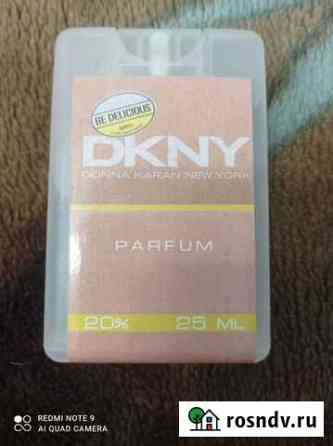 BE DELICIOUS
DKNY
DONNA KARAN NEW YORK
PARFUM
20% 25 ML
REDMI NOTE 9
AI QUAD CAMERA
rosndv.ru